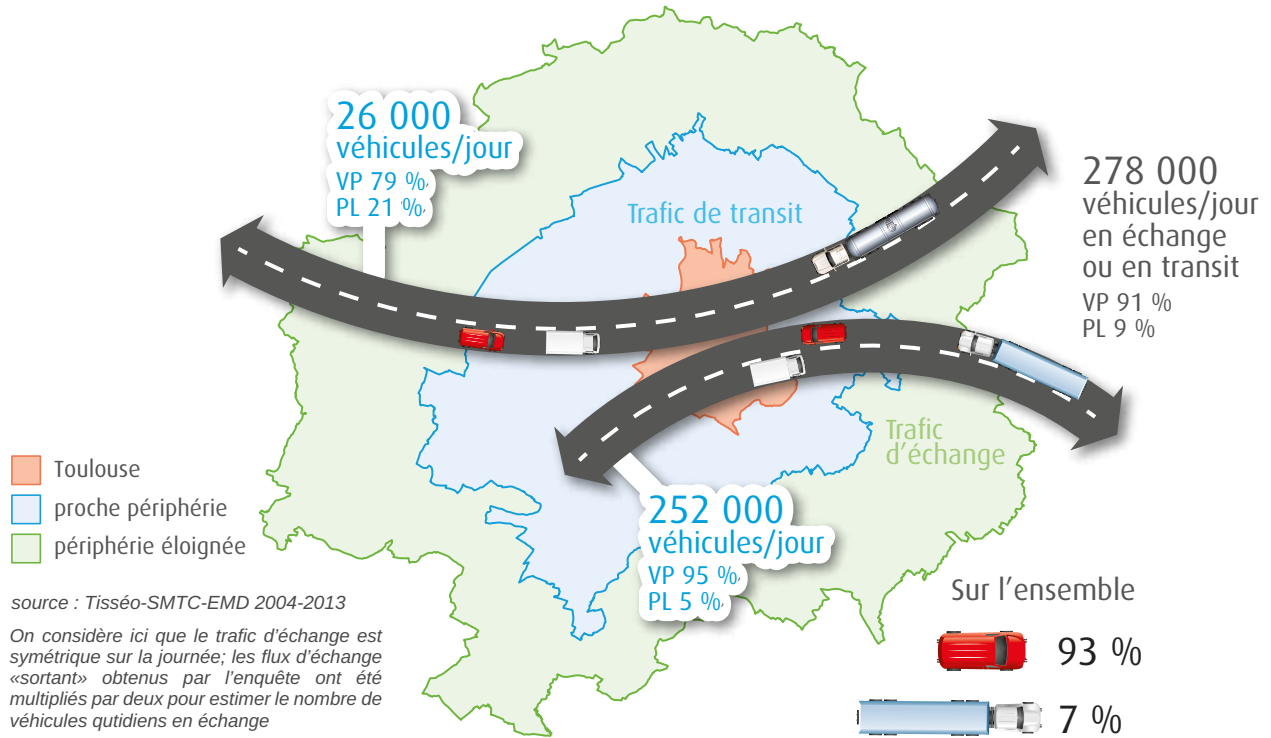 26 000
véhicules/jour
VP 79 %
PL 21 %
Trafic de transit
278 000
véhicules/jour
en échange
ou en transit
VP 91 %
PL 9 %
Trafic
d'échange
Toulouse
proche périphérie
périphérie éloignée
252 000
véhicules/jour
VP 95 %
PL 5 %
source : Tisséo-SMTC-EMD 2004-2013
On considère ici que le trafic d'échange est
symétrique sur la journée; les flux d'échange
«sortant» obtenus par l'enquête ont été
multipliés par deux pour estimer le nombre de
véhicules qutidiens en échange
Sur l'ensemble
93 %
7 %